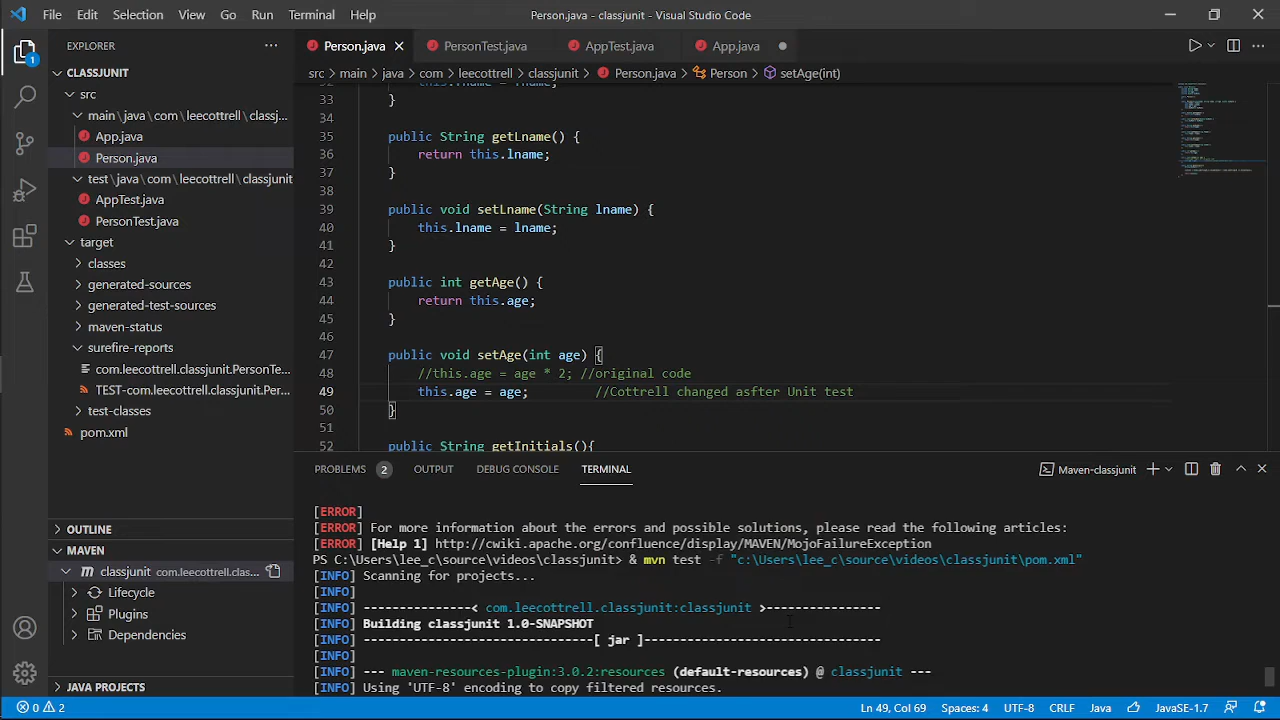 File Edit Selection View Go Run Terminal Help Person.java - classjunit - Visual Studio Code
EXPLORER
CLASSJUNIT
src
main\java\com\leecottrell\classj...
App.java
Person.java
test\java\com\leecottrell\classjunit
AppTest.java
PersonTest.java
target
classes
generated-sources
generated-test-sources
maven-status
surefire-reports
com.leecottrell.classjunit.PersonTe...
TEST-com.leecottrell.classjunit.Per...
test-classes
pom.xml
OUTLINE
MAVEN
classjunit com.leecottrell.clas...
Lifecycle
Plugins
Dependencies
JAVA PROJECTS
1
Person.java PersonTest.java AppTest.java App.java
src > main > java > com > leecottrell > classjunit > Person.java > Person > setAge(int)
33 }
34
35 public String getLname() {
36 return this.lname;
37 }
38
39 public void setLname(String lname) {
40 this.lname = lname;
41 }
42
43 public int getAge() {
44 return this.age;
45 }
46
47 public void setAge(int age) {
48 //this.age = age * 2; //original code
49 this.age = age; //Cottrell changed asfter Unit test
50 }
51
52 public String getInitials(){
PROBLEMS 2 OUTPUT DEBUG CONSOLE TERMINAL Maven-classjunit
[ERROR]
[ERROR] For more information about the errors and possible solutions, please read the following articles:
[ERROR] [Help 1] http://cwiki.apache.org/confluence/display/MAVEN/MojoFailureException
PS C:\Users\lee_c\source\videos\classjunit> & mvn test -f "c:\Users\lee_c\source\videos\classjunit\pom.xml"
[INFO] Scanning for projects...
[INFO]
[INFO] ----------------< com.leecottrell.classjunit:classjunit >----------------
[INFO] Building classjunit 1.0-SNAPSHOT
[INFO] --------------------------------[ jar ]---------------------------------
[INFO]
[INFO] --- maven-resources-plugin:3.0.2:resources (default-resources) @ classjunit ---
[INFO] Using 'UTF-8' encoding to copy filtered resources.
0 2 Ln 49, Col 69 Spaces: 4 UTF-8 CRLF Java JavaSE-1.7